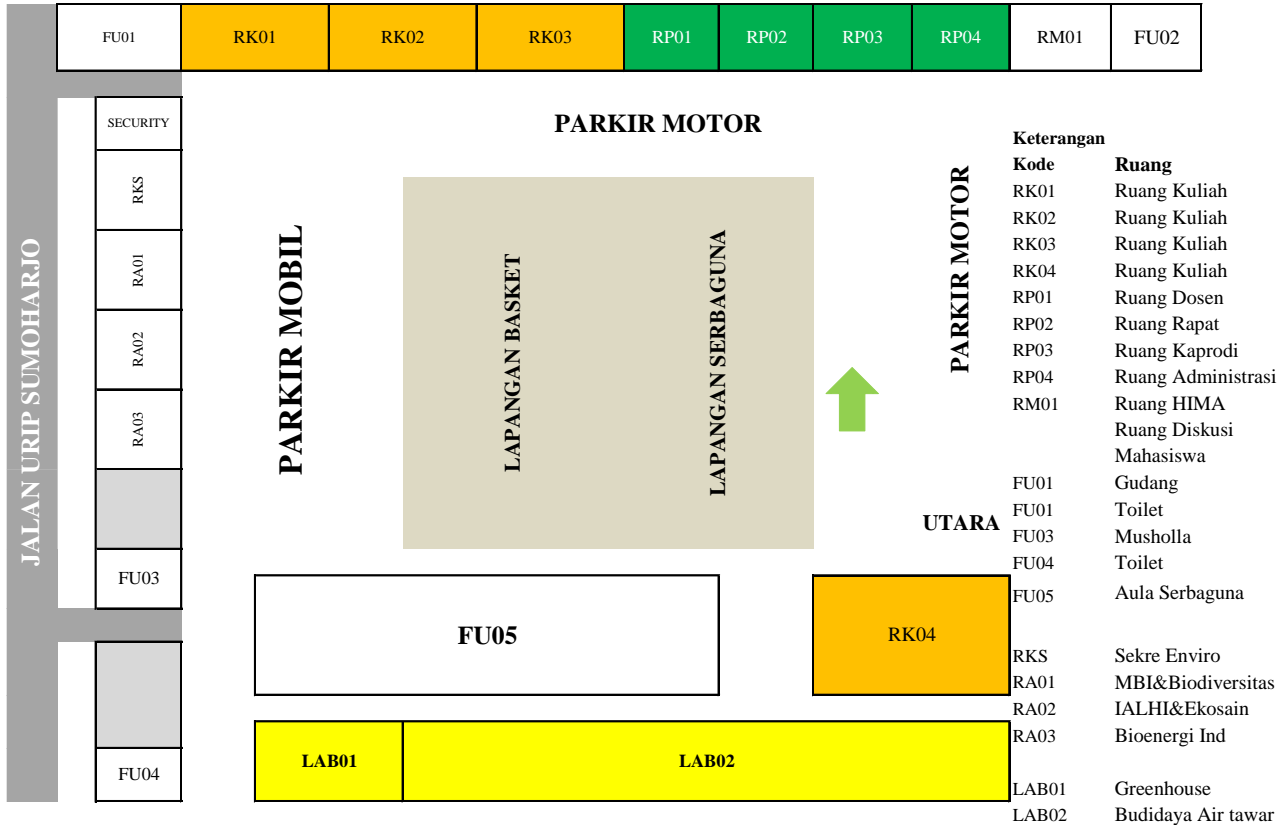 FU01 RK01 RK02 RK03 RP01 RP02 RP03 RP04 RM01 FU02
SECURITY
RKS
RA01
RA02
RA03
FU03
FU04
JALAN URIP SUMOHARJO
PARKIR MOTOR
PARKIR MOBIL
LAPANGAN BASKET
LAPANGAN SERBAGUNA
PARKIR MOTOR
UTARA
FU05
RK04
LAB01
LAB02
Keterangan
Kode Ruang
RK01 Ruang Kuliah
RK02 Ruang Kuliah
RK03 Ruang Kuliah
RK04 Ruang Kuliah
RP01 Ruang Dosen
RP02 Ruang Rapat
RP03 Ruang Kaprodi
RP04 Ruang Administrasi
RM01 Ruang HIMA
Ruang Diskusi
Mahasiswa
FU01 Gudang
FU01 Toilet
FU03 Musholla
FU04 Toilet
FU05 Aula Serbaguna
RKS Sekre Enviro
RA01 MBI&Biodiversitas
RA02 IALHI&Ekosain
RA03 Bioenergi Ind
LAB01 Greenhouse
LAB02 Budidaya Air tawar